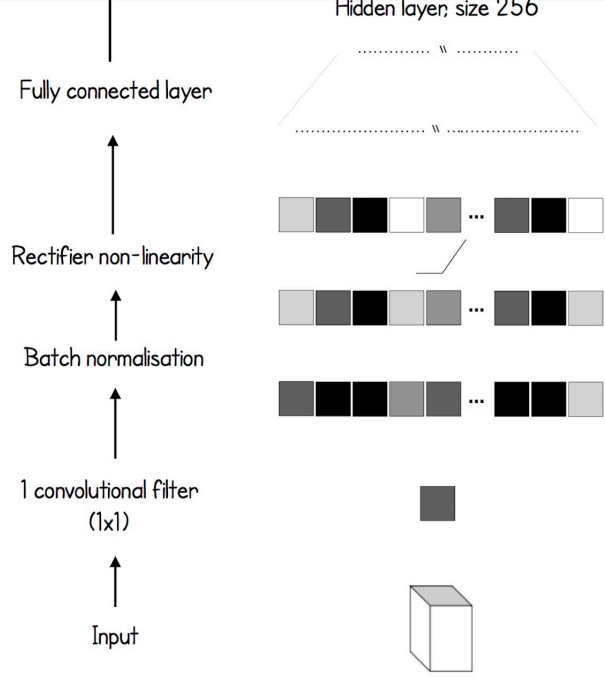 Hidden layer, size 256
Fully connected layer
Rectifier non-linearity
...
Batch normalisation
...
...
1 convolutional filter
(1x1)
Input